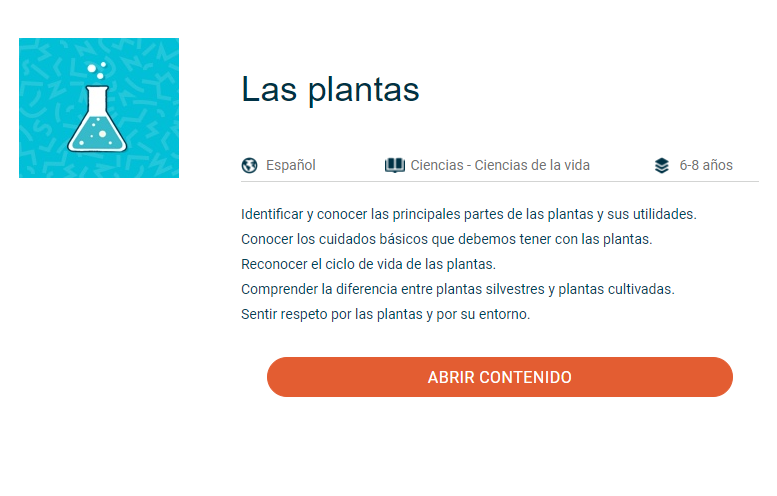 Las plantas
Español Ciencias - Ciencias de la vida 6-8 años
Identificar y conocer las principales partes de las plantas y sus utilidades.
Conocer los cuidados básicos que debemos tener con las plantas.
Reconocer el ciclo de vida de las plantas.
Comprender la diferencia entre plantas silvestres y plantas cultivadas.
Sentir respeto por las plantas y por su entorno.
ABRIR CONTENIDO